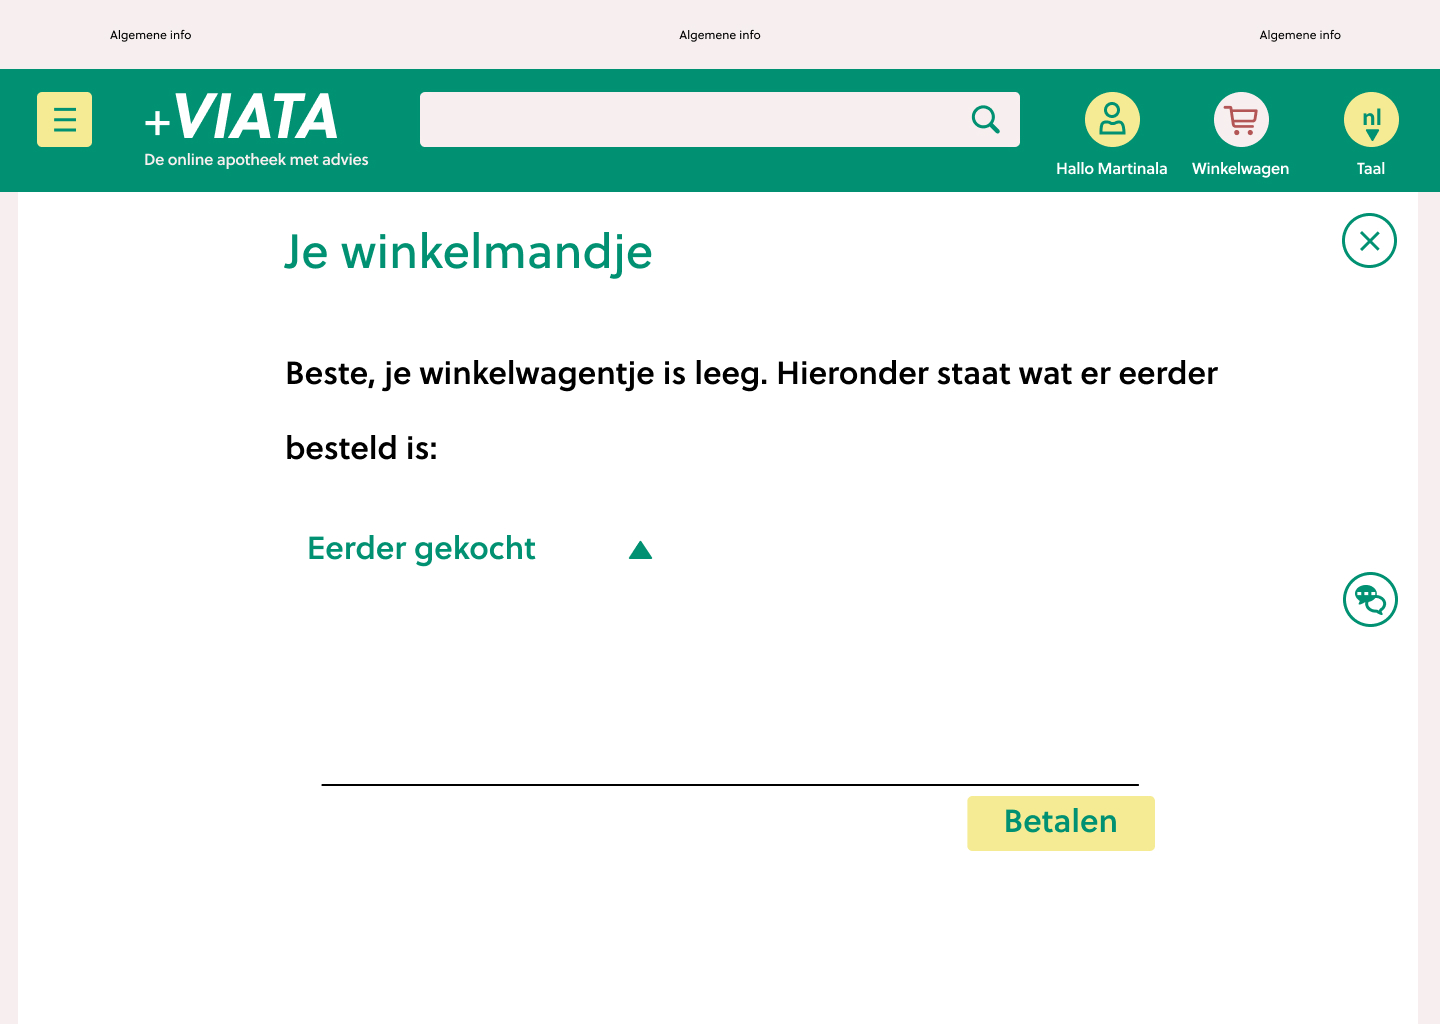 Algemene info Algemene info Algemene info
+VIATA
De online apotheek met advies
nl
Hallo Martinala Winkelwagen Taal
Je winkelmandje
Beste, je winkelwagentje is leeg. Hieronder staat wat er eerder
besteld is:
Eerder gekocht
Betalen